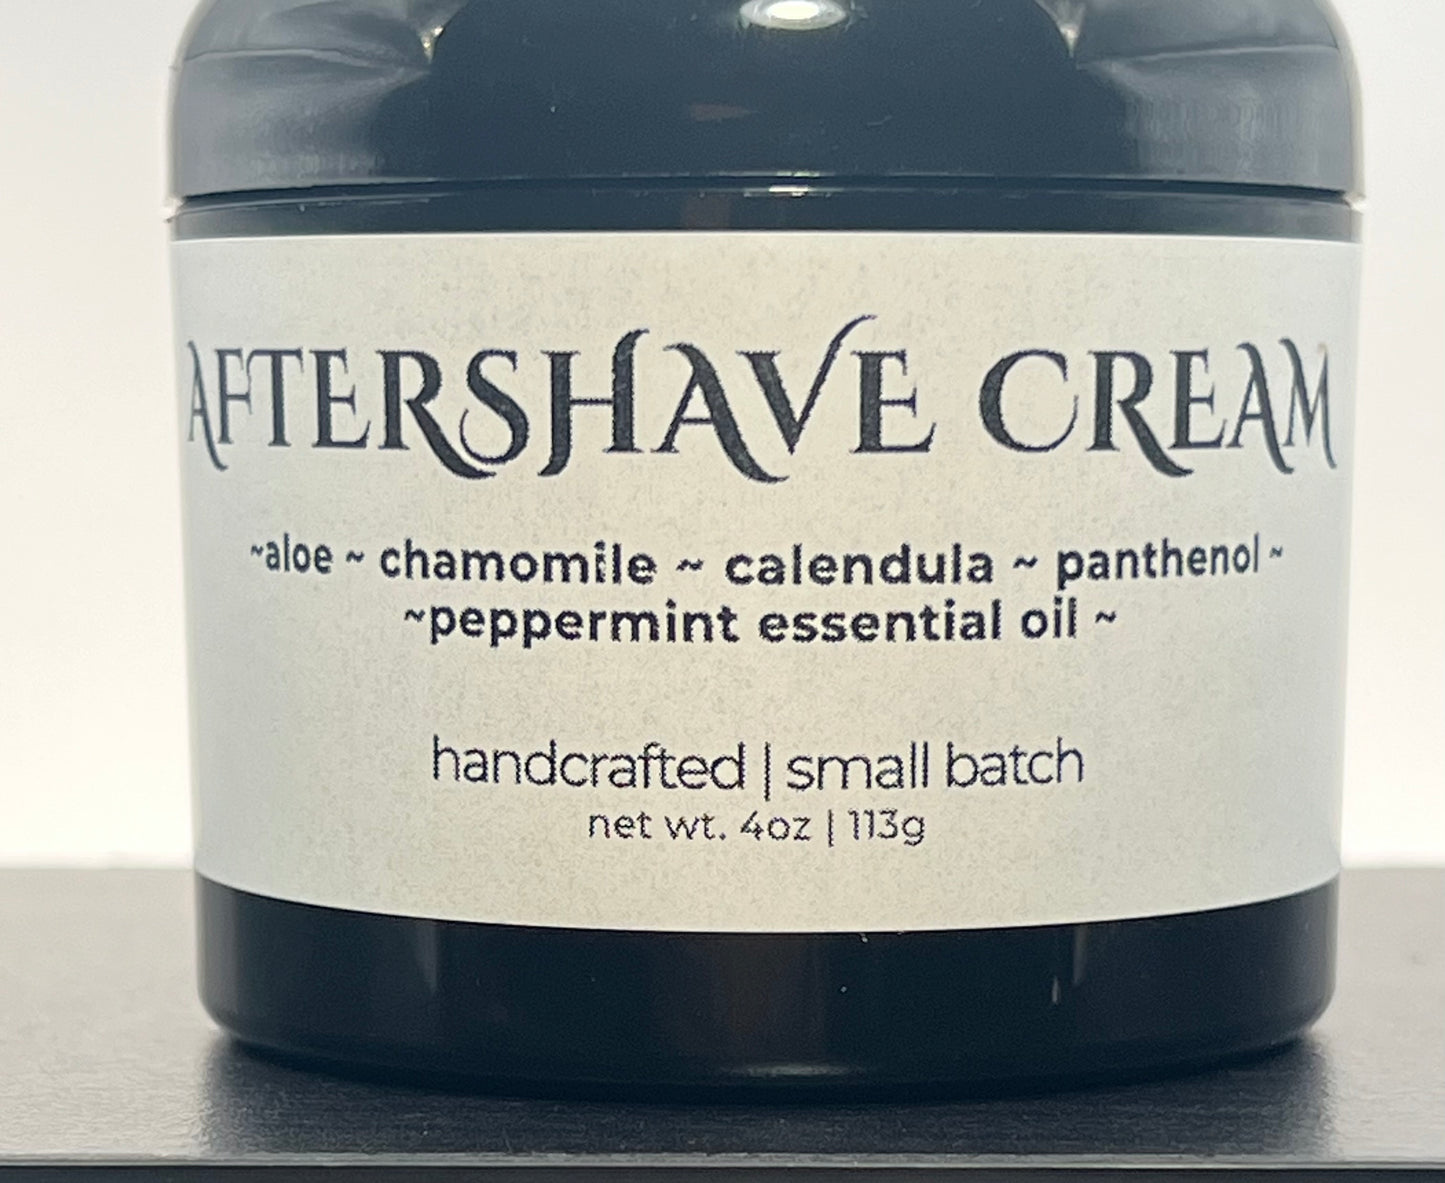 AFTERSHAVE CREAM
~aloe ~ chamomile ~ calendula ~ panthenol ~
~peppermint essential oil ~
handcrafted | small batch
net wt. 4oz | 113g